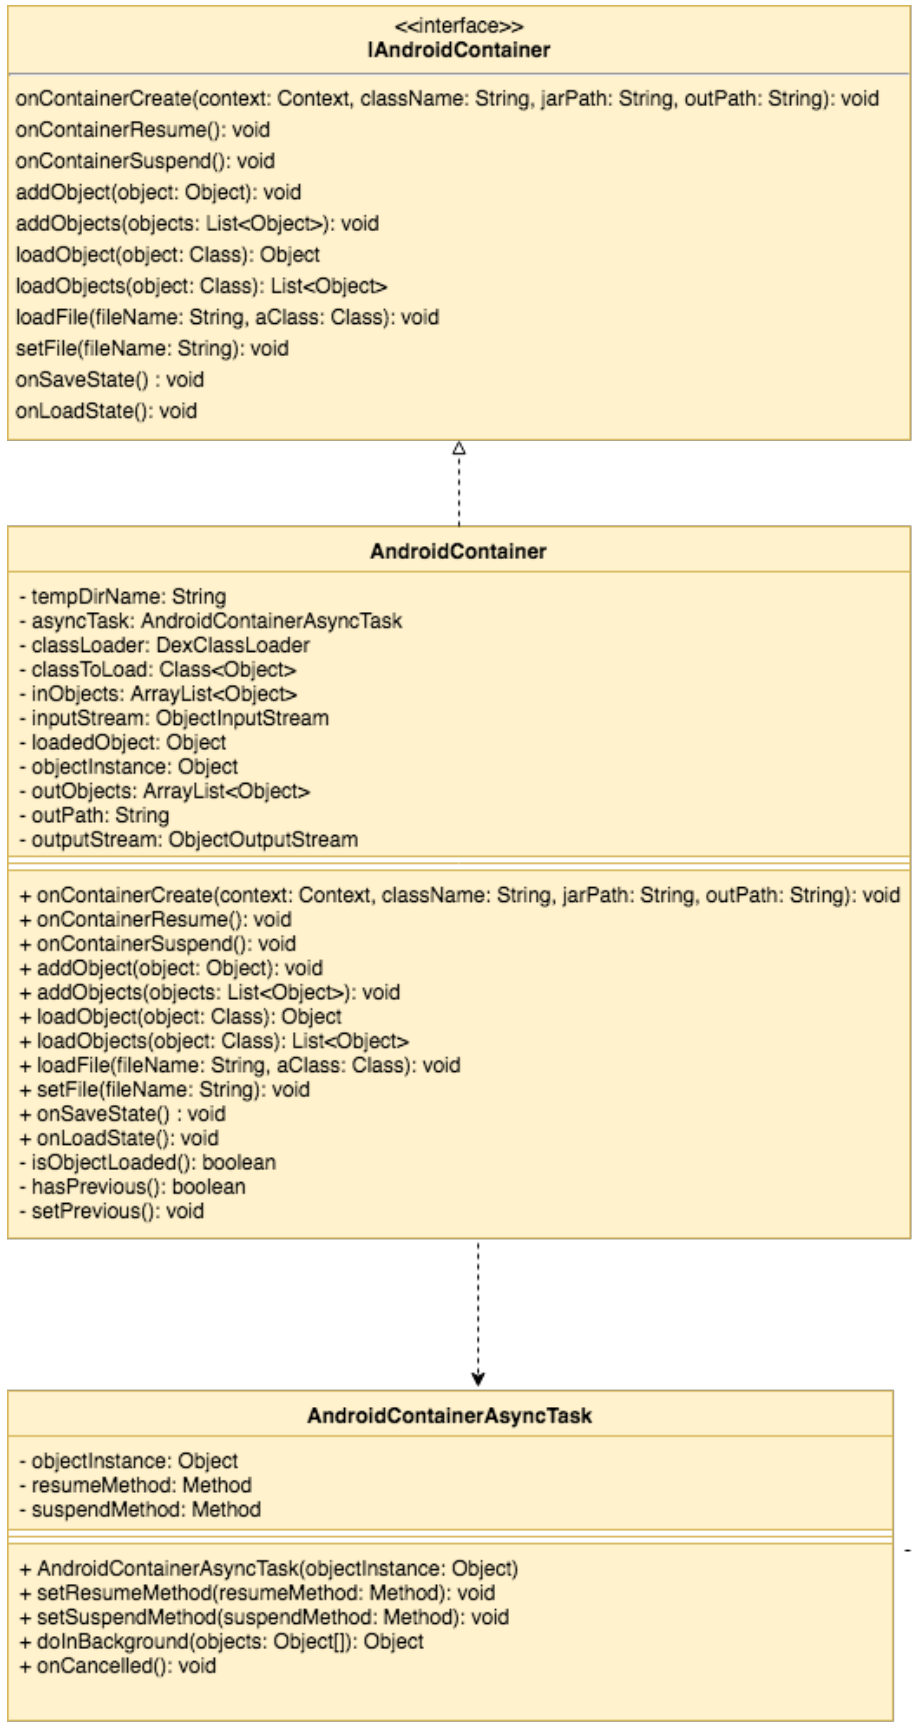 <<interface>>
IAndroidContainer
onContainerCreate(context: Context, className: String, jarPath: String, outPath: String): void
onContainerResume(): void
onContainerSuspend(): void
addObject(object: Object): void
addObjects(objects: List<Object>): void
loadObject(object: Class): Object
loadObjects(object: Class): List<Object>
loadFile(fileName: String, aClass: Class): void
setFile(fileName: String): void
onSaveState() : void
onLoadState(): void
AndroidContainer
- tempDirName: String
- asyncTask: AndroidContainerAsyncTask
- classLoader: DexClassLoader
- classToLoad: Class<Object>
- inObjects: ArrayList<Object>
- inputStream: ObjectInputStream
- loadedObject: Object
- objectInstance: Object
- outObjects: ArrayList<Object>
- outPath: String
- outputStream: ObjectOutputStream
+ onContainerCreate(context: Context, className: String, jarPath: String, outPath: String): void
+ onContainerResume(): void
+ onContainerSuspend(): void
+ addObject(object: Object): void
+ addObjects(objects: List<Object>): void
+ loadObject(object: Class): Object
+ loadObjects(object: Class): List<Object>
+ loadFile(fileName: String, aClass: Class): void
+ setFile(fileName: String): void
+ onSaveState() : void
+ onLoadState(): void
- isObjectLoaded(): boolean
- hasPrevious(): boolean
- setPrevious(): void
AndroidContainerAsyncTask
- objectInstance: Object
- resumeMethod: Method
- suspendMethod: Method
-
+ AndroidContainerAsyncTask(objectInstance: Object)
+ setResumeMethod(resumeMethod: Method): void
+ setSuspendMethod(suspendMethod: Method): void
+ doInBackground(objects: Object[]): Object
+ onCancelled(): void